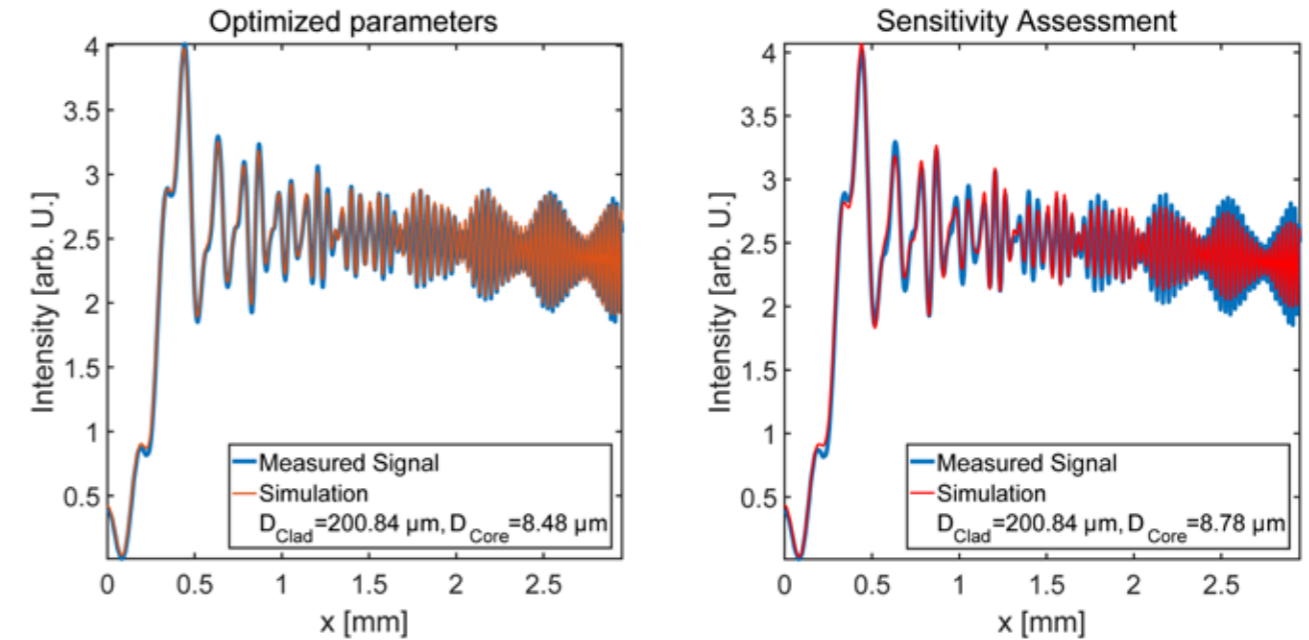 Optimized parameters
4
3.5
3
2.5
2
1.5
1
0.5
Intensity [arb. U.]
Measured Signal
Simulation
D_Clad=200.84 µm, D_Core=8.48 µm
0 0.5 1 1.5 2 2.5
x [mm]
Sensitivity Assessment
4
3.5
3
2.5
2
1.5
1
0.5
Intensity [arb. U.]
Measured Signal
Simulation
D_Clad=200.84 µm, D_Core=8.78 µm
0 0.5 1 1.5 2 2.5
x [mm]